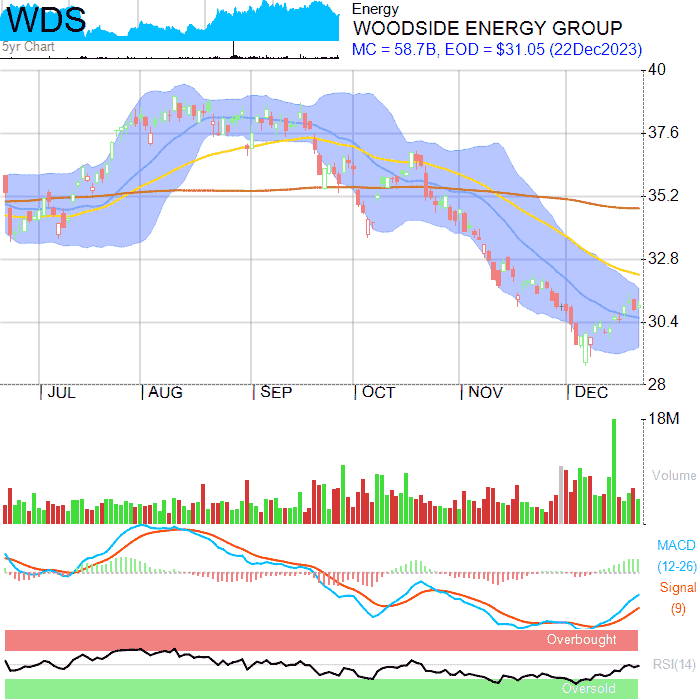 WDS
Energy
WOODSIDE ENERGY GROUP
5yr Chart
MC = 58.7B, EOD = $31.05 (22Dec2023)
40
37.6
35.2
32.8
30.4
28
| JUL | AUG | SEP | OCT | NOV | DEC
18M
Volume
MACD
(12-26)
Signal
(9)
Overbought
RSI(14)
Oversold